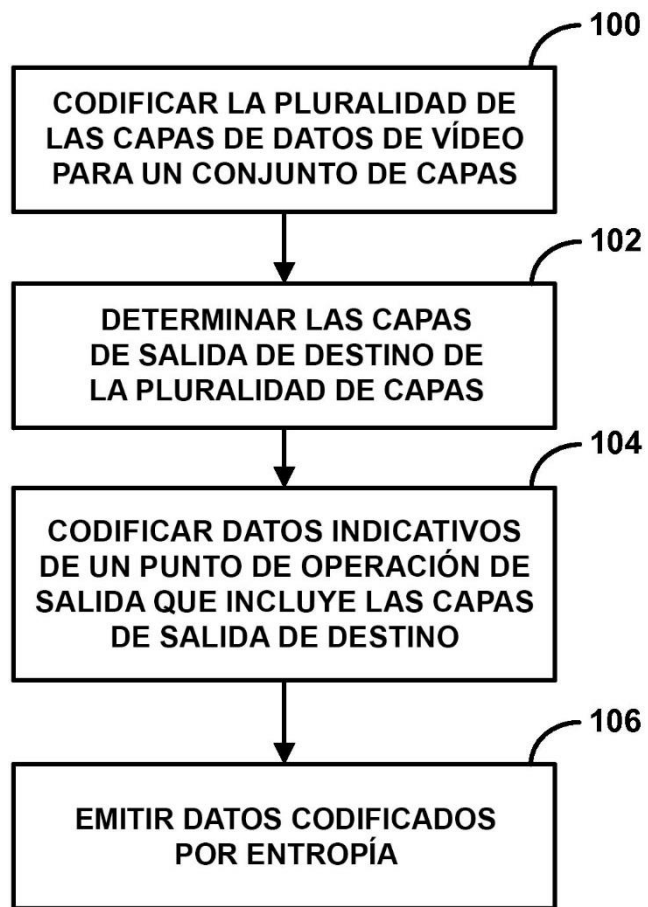 100
CODIFICAR LA PLURALIDAD DE
LAS CAPAS DE DATOS DE VÍDEO
PARA UN CONJUNTO DE CAPAS
102
DETERMINAR LAS CAPAS
DE SALIDA DE DESTINO DE
LA PLURALIDAD DE CAPAS
104
CODIFICAR DATOS INDICATIVOS
DE UN PUNTO DE OPERACIÓN DE
SALIDA QUE INCLUYE LAS CAPAS
DE SALIDA DE DESTINO
106
EMITIR DATOS CODIFICADOS
POR ENTROPÍA